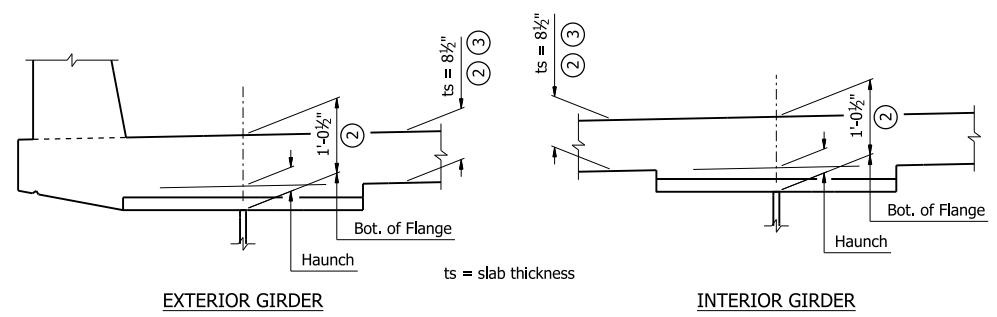 ts = 8½" ② ③
1'-0½" ②
Bot. of Flange
Haunch
EXTERIOR GIRDER
ts = slab thickness
ts = 8½" ② ③
1'-0½" ②
Bot. of Flange
Haunch
INTERIOR GIRDER